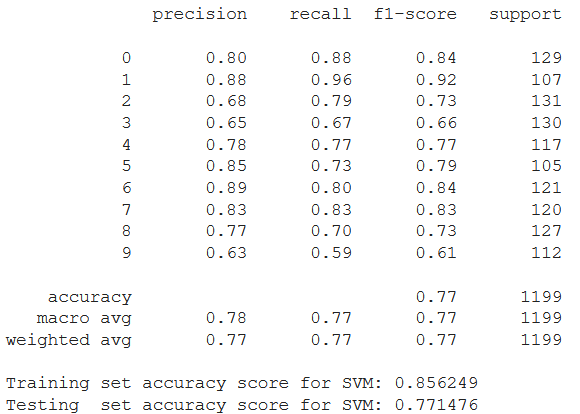 precision recall f1-score support
0 0.80 0.88 0.84 129
1 0.88 0.96 0.92 107
2 0.68 0.79 0.73 131
3 0.65 0.67 0.66 130
4 0.78 0.77 0.77 117
5 0.85 0.73 0.79 105
6 0.89 0.80 0.84 121
7 0.83 0.83 0.83 120
8 0.77 0.70 0.73 127
9 0.63 0.59 0.61 112
accuracy 0.77 1199
macro avg 0.78 0.77 0.77 1199
weighted avg 0.77 0.77 0.77 1199
Training set accuracy score for SVM: 0.856249
Testing  set accuracy score for SVM: 0.771476